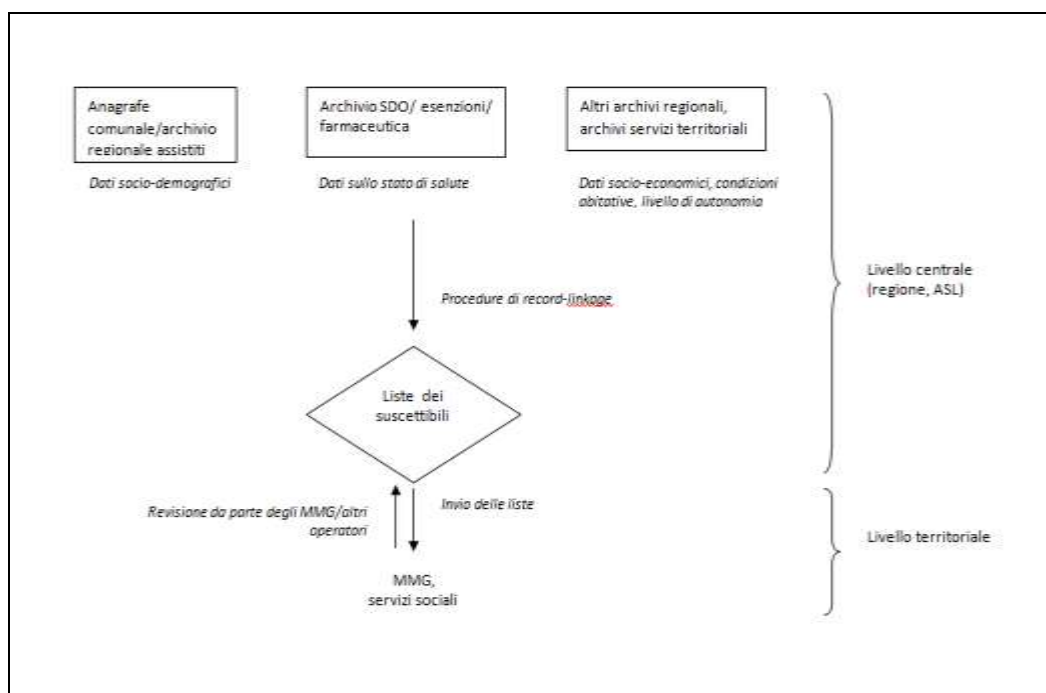 Anagrafe
comunale/archivio
regionale assistiti
Dati socio-demografici
Archivio SDO/ esenzioni/
farmaceutica
Dati sullo stato di salute
Altri archivi regionali,
archivi servizi territoriali
Dati socio-economici, condizioni
abitative, livello di autonomia
Procedure di record-linkage
Livello centrale
(regione, ASL)
Liste dei
suscettibili
Revisione da parte degli MMG/altri
operatori
Invio delle liste
Livello territoriale
MMG,
servizi sociali